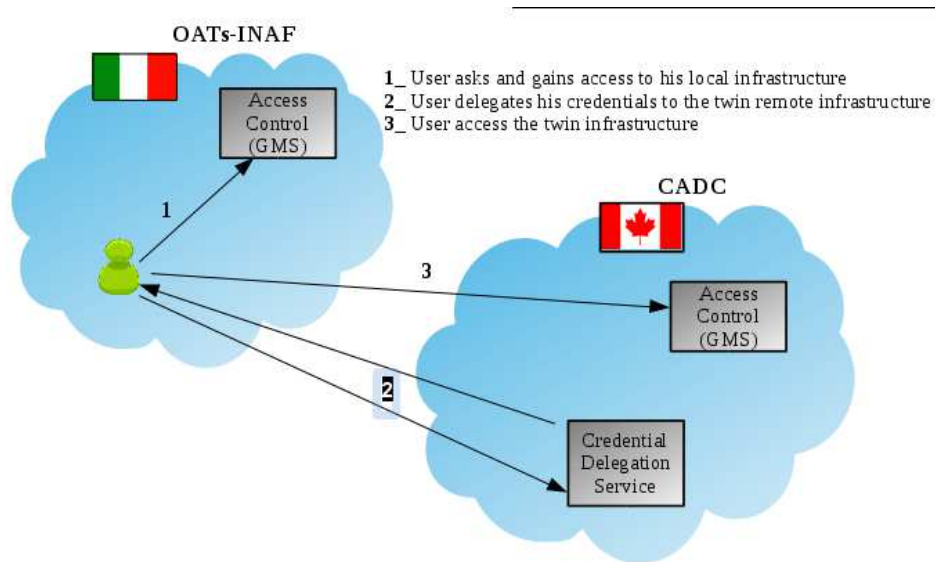 OATs-INAF
1_ User asks and gains access to his local infrastructure
2_ User delegates his credentials to the twin remote infrastructure
3_ User access the twin infrastructure
Access
Control
(GMS)
1
CADC
3
Access
Control
(GMS)
2
Credential
Delegation
Service